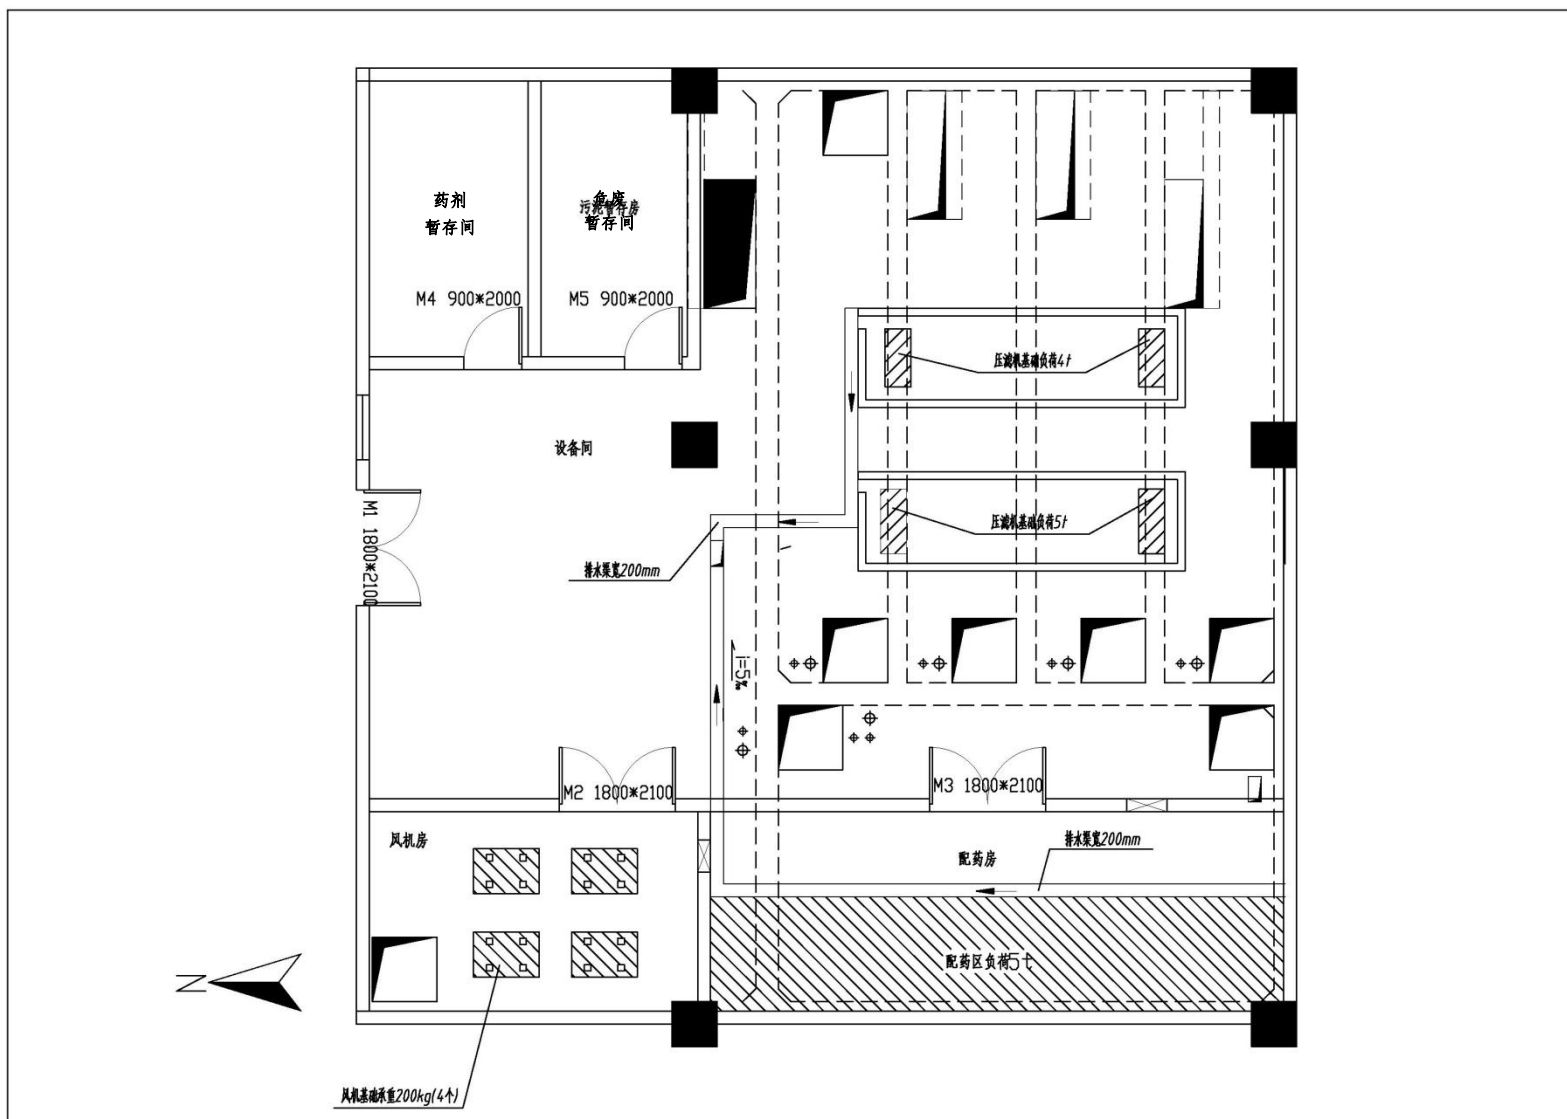 药剂
暂存间
危废
污泥暂存房
暂存间
M4 900*2000
M5 900*2000
压滤机基础负荷4t
设备间
M1 1800*2100
压滤机基础负荷5t
排水渠宽200mm
i=5‰
M2 1800*2100
M3 1800*2100
风机房
配药房
排水渠宽200mm
配药区负荷5t
N
风机基础承重200kg(4个)